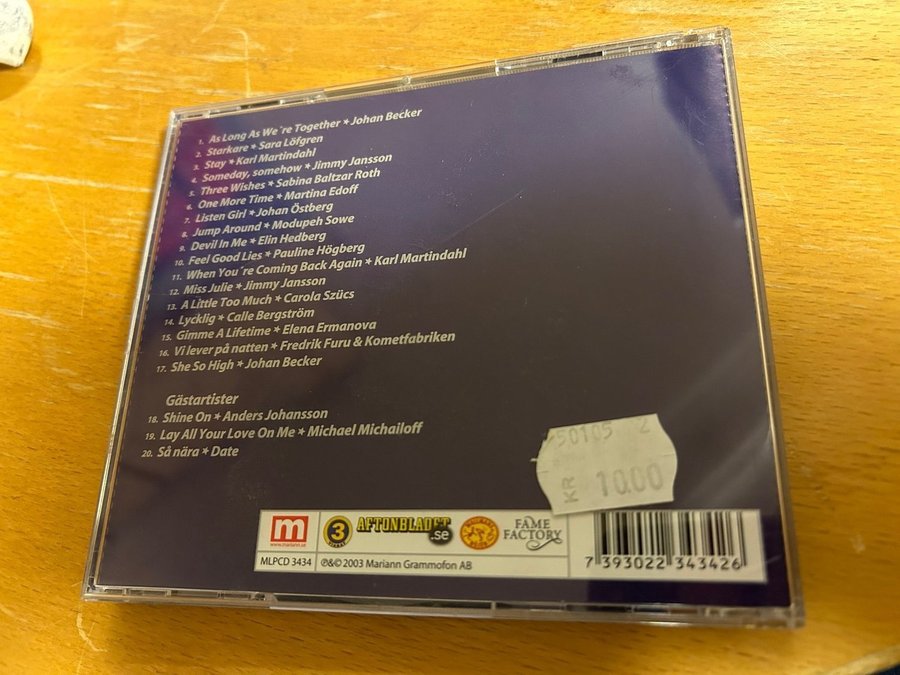 1. As Long As We´re Together * Johan Becker
2. Starkare * Sara Löfgren
3. Stay * Karl Martindahl
4. Someday, somehow * Jimmy Jansson
5. Three Wishes * Sabina Baltzar Roth
6. One More Time * Martina Edoff
7. Listen Girl * Johan Östberg
8. Jump Around * Modupeh Sowe
9. Devil In Me * Elin Hedberg
10. Feel Good Lies * Pauline Högberg
11. When You´re Coming Back Again * Karl Martindahl
12. Miss Julie * Jimmy Jansson
13. A Little Too Much * Carola Szücs
14. Lycklig * Calle Bergström
15. Gimme A Lifetime * Elena Ermanova
16. Vi lever på natten * Fredrik Furu & Kometfabriken
17. She So High * Johan Becker
Gästartister
18. Shine On * Anders Johansson
19. Lay All Your Love On Me * Michael Michailoff
20. Så nära * Date
50105 2
KR 10.00
m
www.mariann.se
3
AFTONBLADET
.se
FAME
FACTORY
MLPCD 3434
℗&© 2003 Mariann Grammofon AB
7 393022 343426